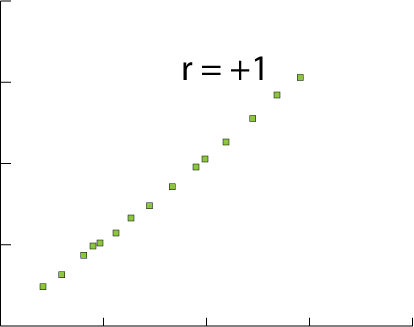 r = +1